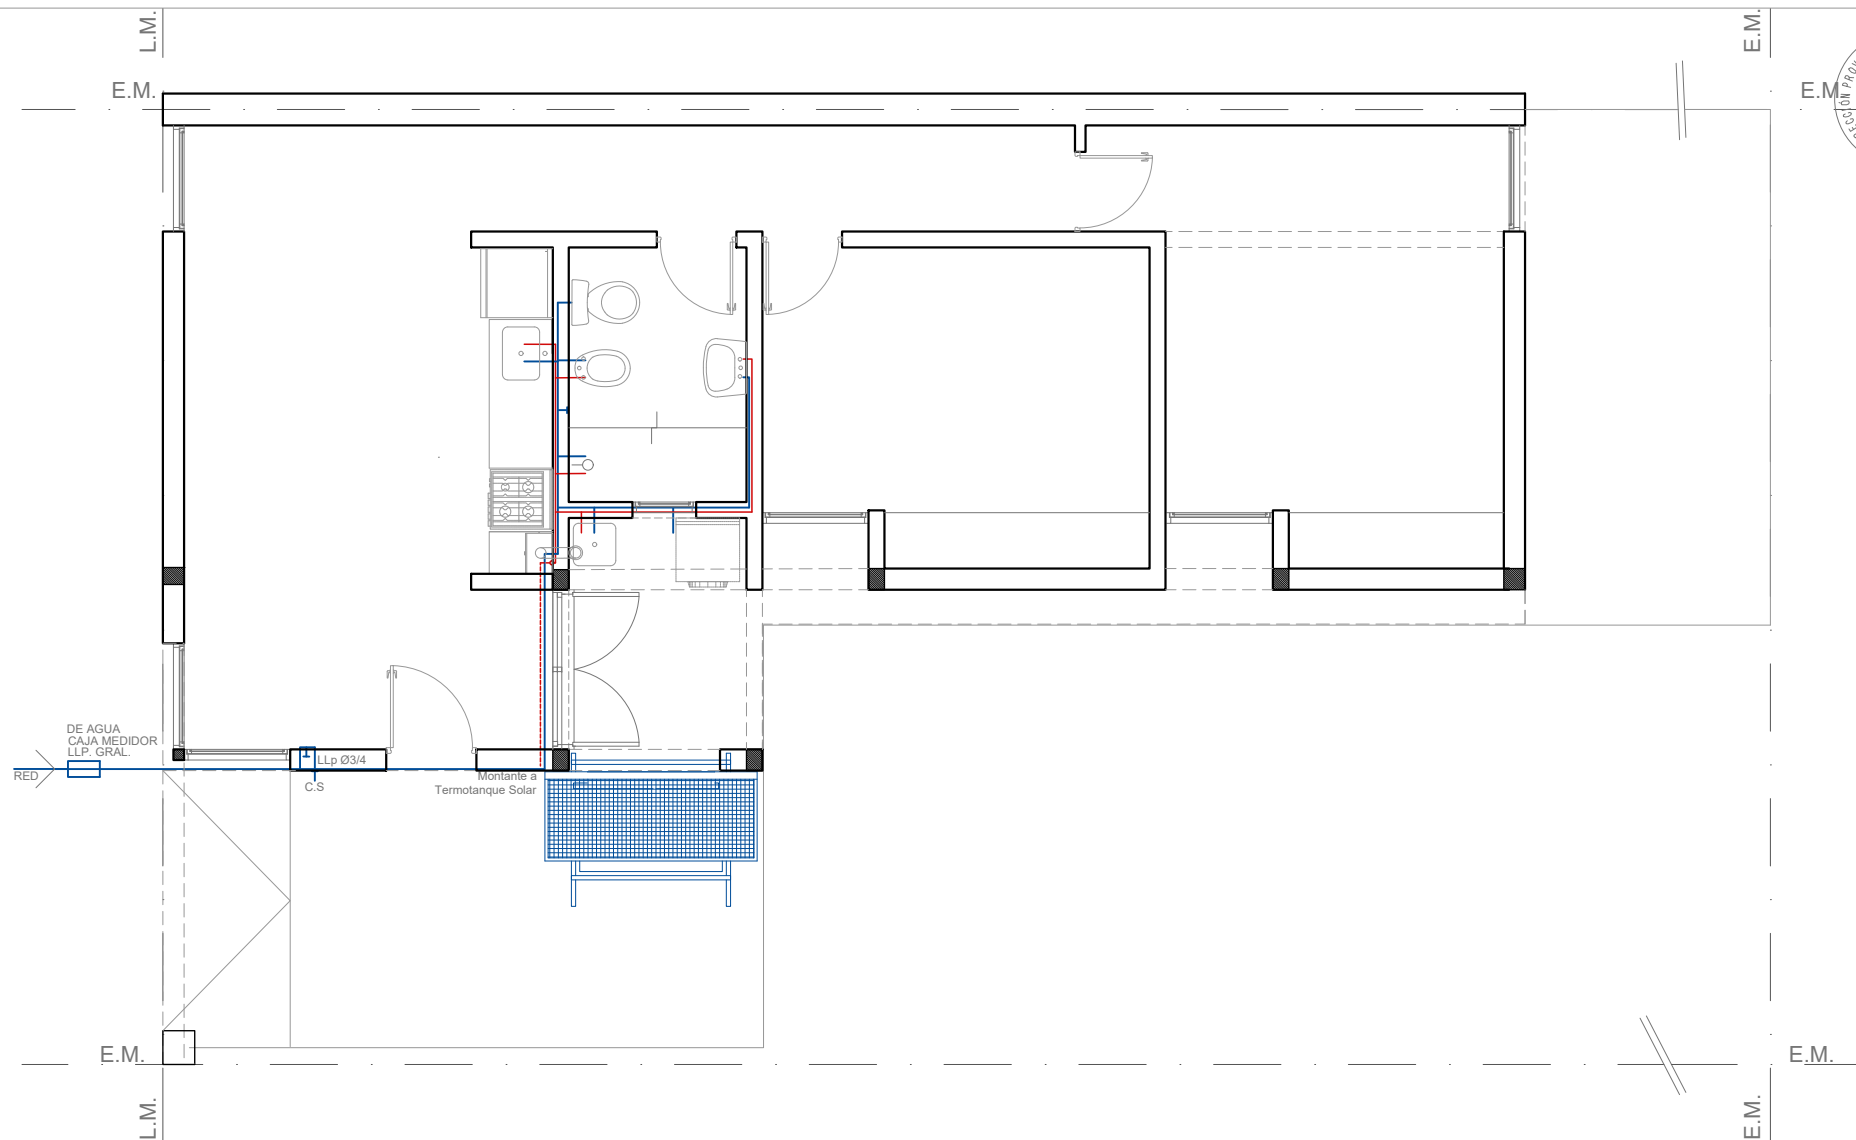 L.M.
E.M.
E.M.
E.M.
DE AGUA
CAJA MEDIDOR
LLP. GRAL.
RED
LLp Ø3/4
C.S
Montante a
Termotanque Solar
E.M.
E.M.
L.M.
E.M.